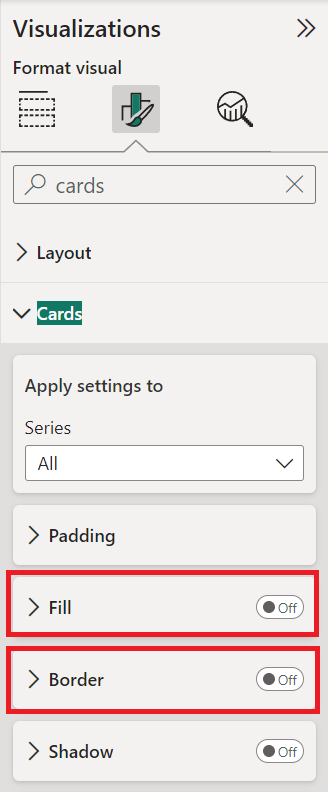 Visualizations
Format visual
cards
Layout
Cards
Apply settings to
Series
All
Padding
Fill
Off
Border
Off
Shadow
Off